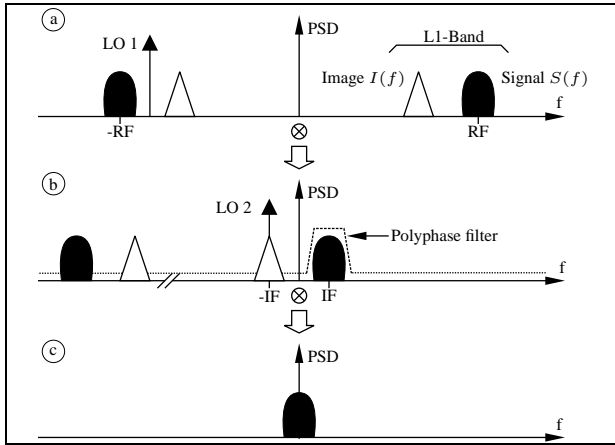 a
PSD
L1-Band
LO 1
Image I(f)
Signal S(f)
f
-RF
RF
b
PSD
LO 2
Polyphase filter
f
-IF
IF
c
PSD
f